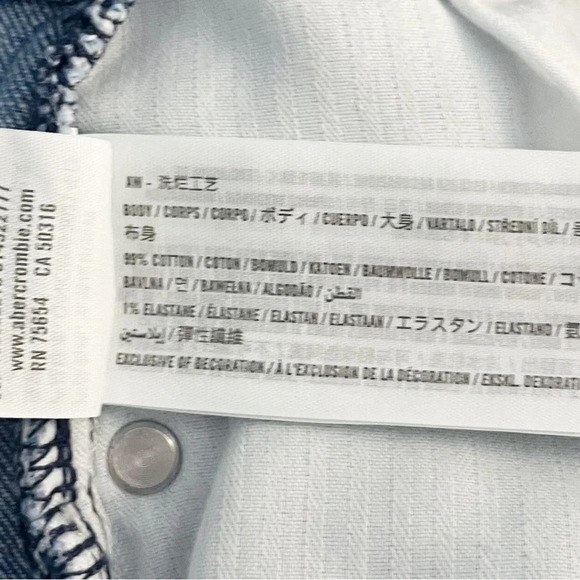 - 洗烂工艺
BODY / CORPS / CORPO / ボディ / CUERPO / 大身 / VARTALO / STŘEDNÍ DÍL /
布身
99% COTTON / COTON / BOMULD / KATOEN / BAUMWOLLE / BOMULL / COTONE / コッ
BAVLNA / 면 / BAWEŁNA / ALGODÃO / القطن
1% ELASTANE / ÉLASTANE / ELASTAN / ELASTAAN / エラスタン / ELASTANO / 氨
إيلاستين / 彈性纖維
EXCLUSIVE OF DECORATION / À L'EXCLUSION DE LA DÉCORATION / EKSKL. DEKORATI
www.abercrombie.com
RN 75654 CA 50316